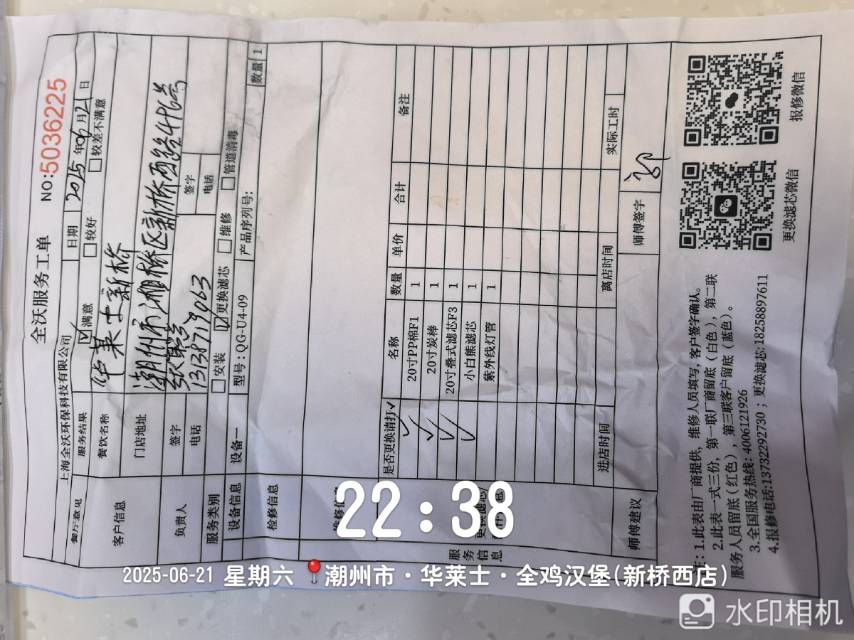 全沃服务工单
NO:5036225
上海全沃环保科技有限公司
日期 2025年06月21日
餐厅意见 服务结果 ☑满意 □较好 □较差不满意
客户信息 餐饮名称 华莱士新桥
门店地址 潮州市湘桥区新桥西路416号
负责人 签字 签字
电话 电话
服务类别 □安装 ☑更换滤芯 □维修 □管道消毒
设备信息 设备一 型号:QG-U4-09 产品序列号: 数量 1
检修信息
维修信息
服务信息
是否更换请打✓ 名称 数量 单价 合计 备注
✓ 20寸PP棉F1 1
✓ 20寸炭棒 1
✓ 20寸叠式滤芯F3 1
✓ 小白熊滤芯 1
紫外线灯管 1
进店时间 离店时间 实际工时
师傅建议 师傅签字
注:1.此表由厂商提供,维修人员填写,客户签字确认。
2.此表一式三份,第一联厂商留底(白色),第二联
服务人员留底(红色),第三联客户留底(蓝色)。
3.全国服务热线:4006121926
4.报修电话:13732292730;更换滤芯:18258897611
更换滤芯微信
报修微信
22:38
2025-06-21 星期六 潮州市·华莱士·全鸡汉堡(新桥西店)
水印相机